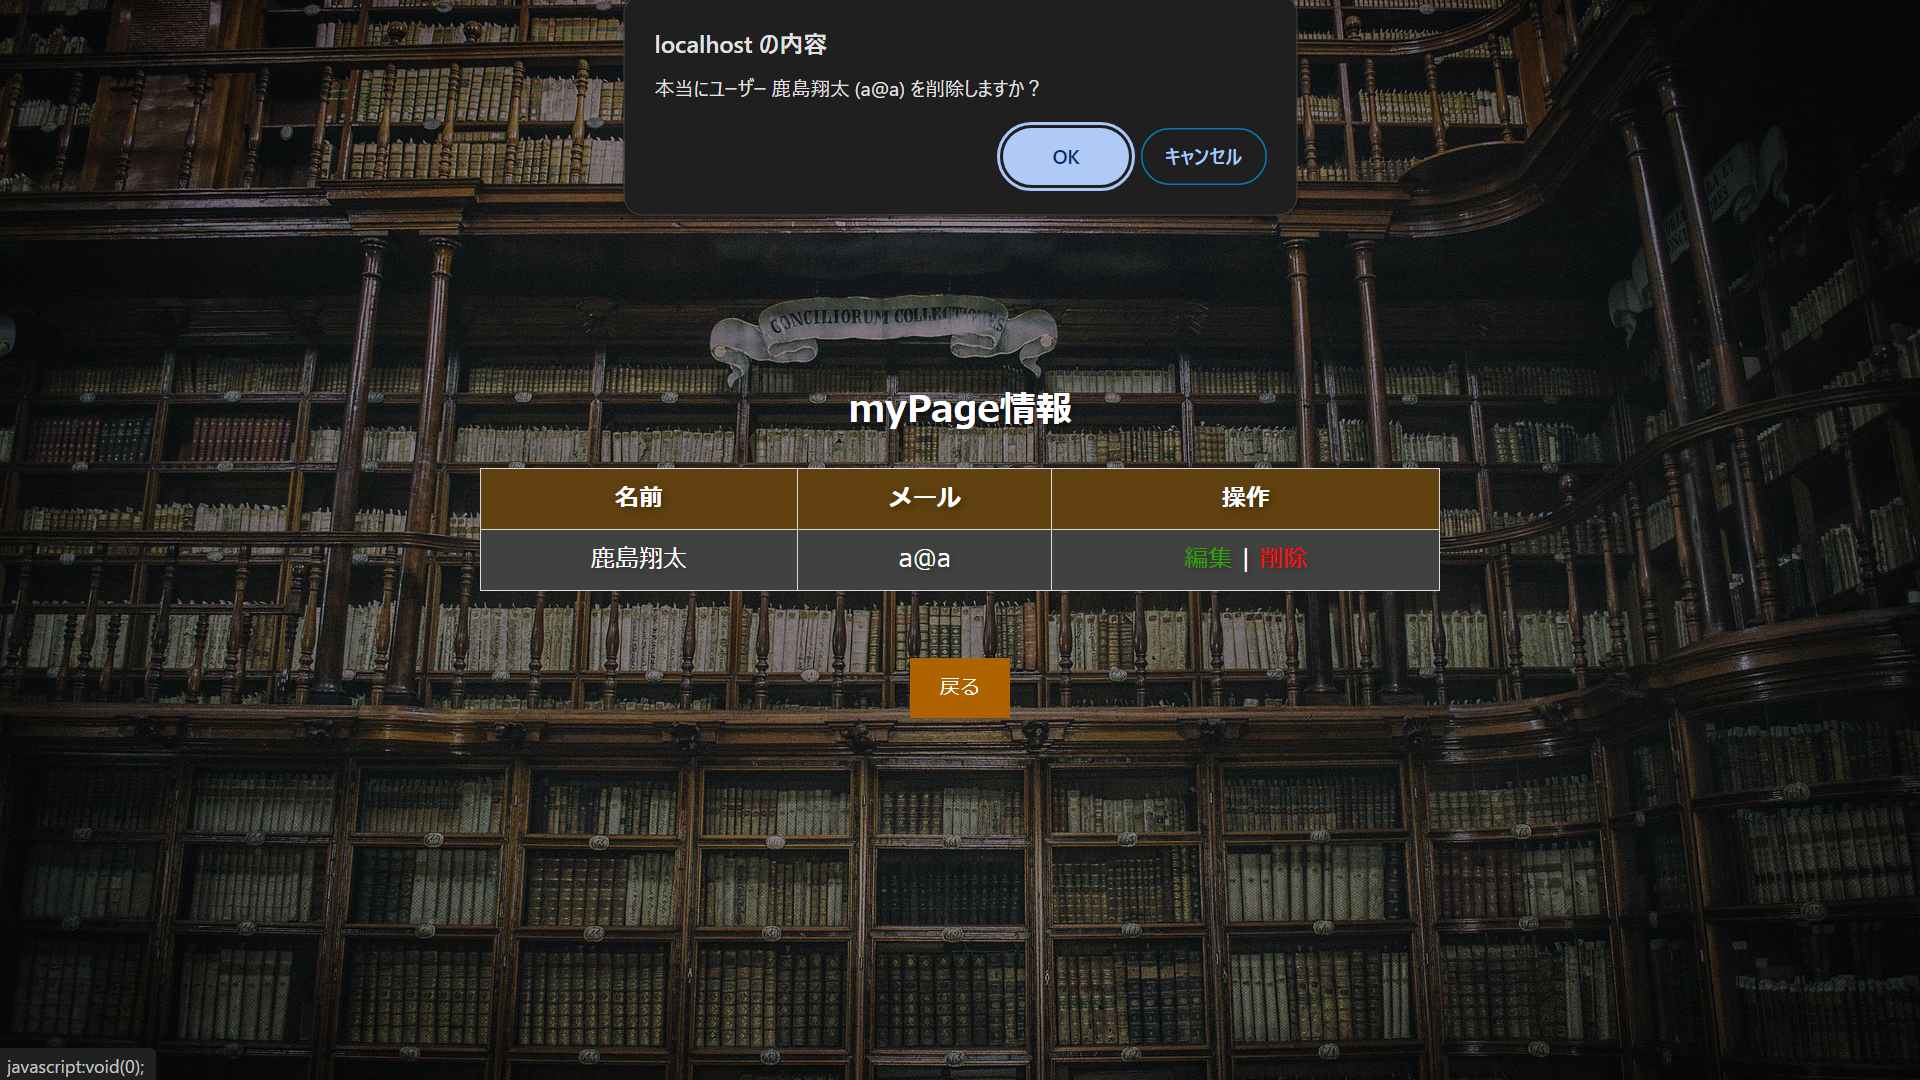 localhost の内容
本当にユーザー 鹿島翔太 (a@a) を削除しますか？
OK キャンセル
CONCILIORUM COLLECTIONES
myPage情報
名前 メール 操作
鹿島翔太 a@a 編集 | 削除
戻る
javascript:void(0);